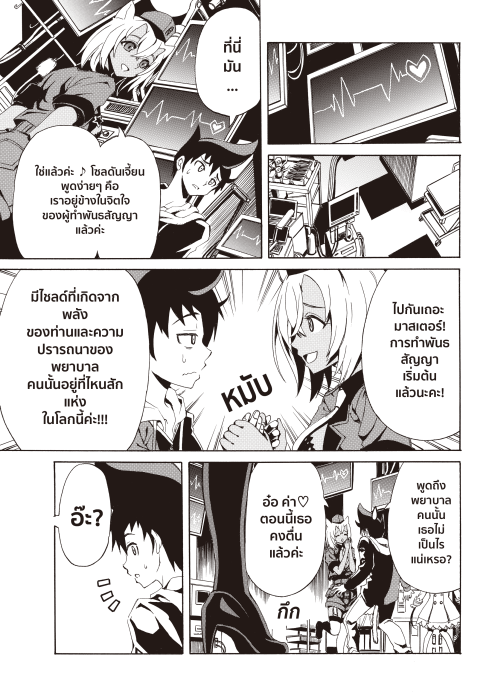 ที่นี่
มัน
...
ใช่แล้วค่ะ ♪ โซลดันเจี้ยน
พูดง่ายๆ คือ
เราอยู่ข้างในจิตใจ
ของผู้ทำพันธสัญญา
แล้วค่ะ
ไปกันเถอะ
มาสเตอร์!
การทำพันธ
สัญญา
เริ่มต้น
แล้วนะคะ!
หมับ
มีไชลด์ที่เกิดจาก
พลัง
ของท่านและความ
ปรารถนาของ
พยาบาล
คนนั้นอยู่ที่ไหนสัก
แห่ง
ในโลกนี้ค่ะ!!!
พูดถึง
พยาบาล
คนนั้น
เธอไม่
เป็นไร
แน่เหรอ?
อ๋อ ค่า♡
ตอนนี้เธอ
คงตื่น
แล้วค่ะ
กึก
อ๊ะ?